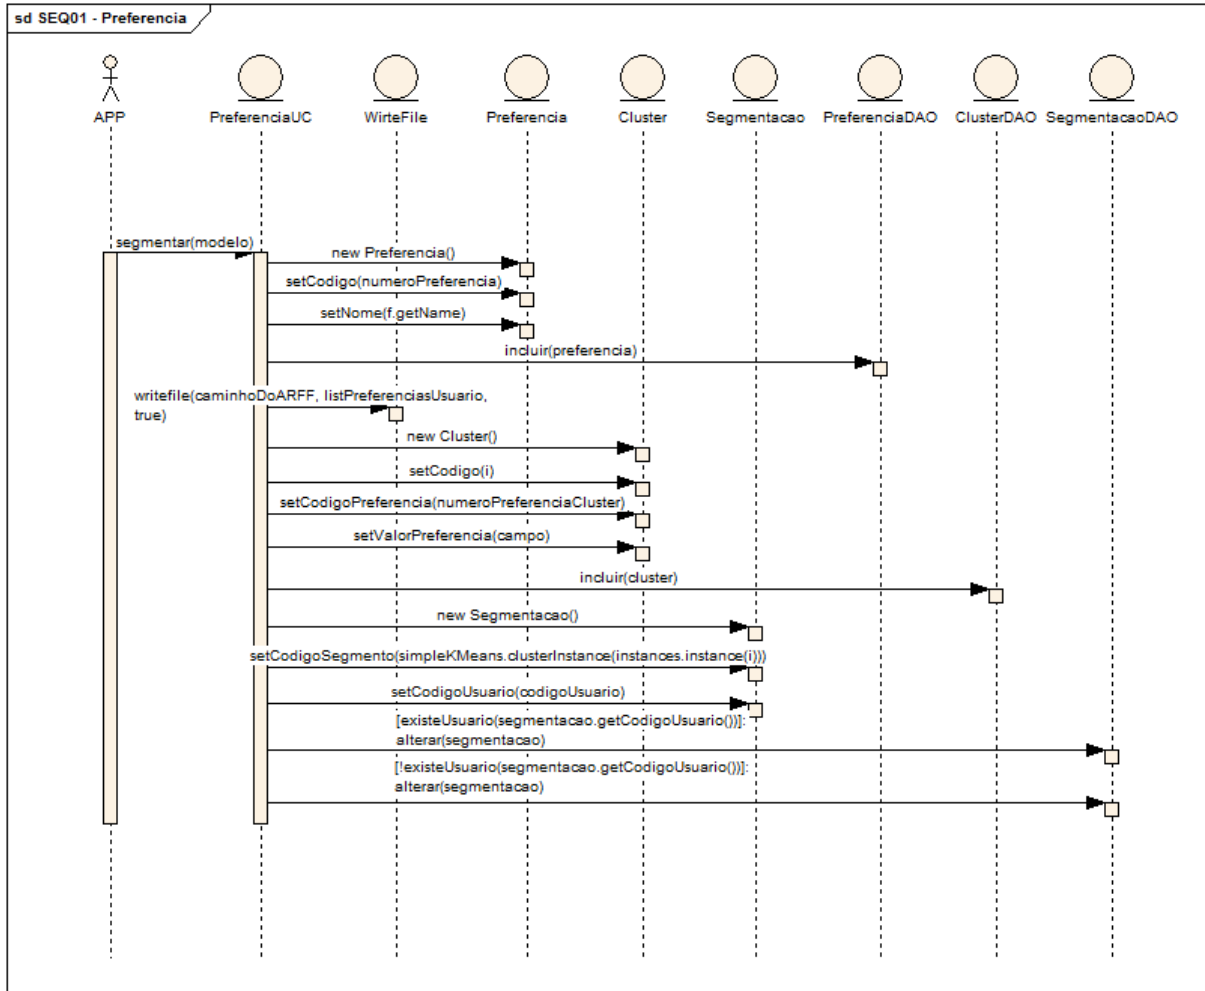 sd SEQ01 - Preferencia
APP
PreferenciaUC
WirteFile
Preferencia
Cluster
Segmentacao
PreferenciaDAO
ClusterDAO
SegmentacaoDAO
segmentar(modelo)
new Preferencia()
setCodigo(numeroPreferencia)
setNome(f.getName)
incluir(preferencia)
writefile(caminhoDoARFF, listPreferenciasUsuario,
true)
new Cluster()
setCodigo(i)
setCodigoPreferencia(numeroPreferenciaCluster)
setValorPreferencia(campo)
incluir(cluster)
new Segmentacao()
setCodigoSegmento(simpleKMeans.clusterInstance(instances.instance(i)))
setCodigoUsuario(codigoUsuario)
[existeUsuario(segmentacao.getCodigoUsuario())]:
alterar(segmentacao)
[!existeUsuario(segmentacao.getCodigoUsuario())]:
alterar(segmentacao)